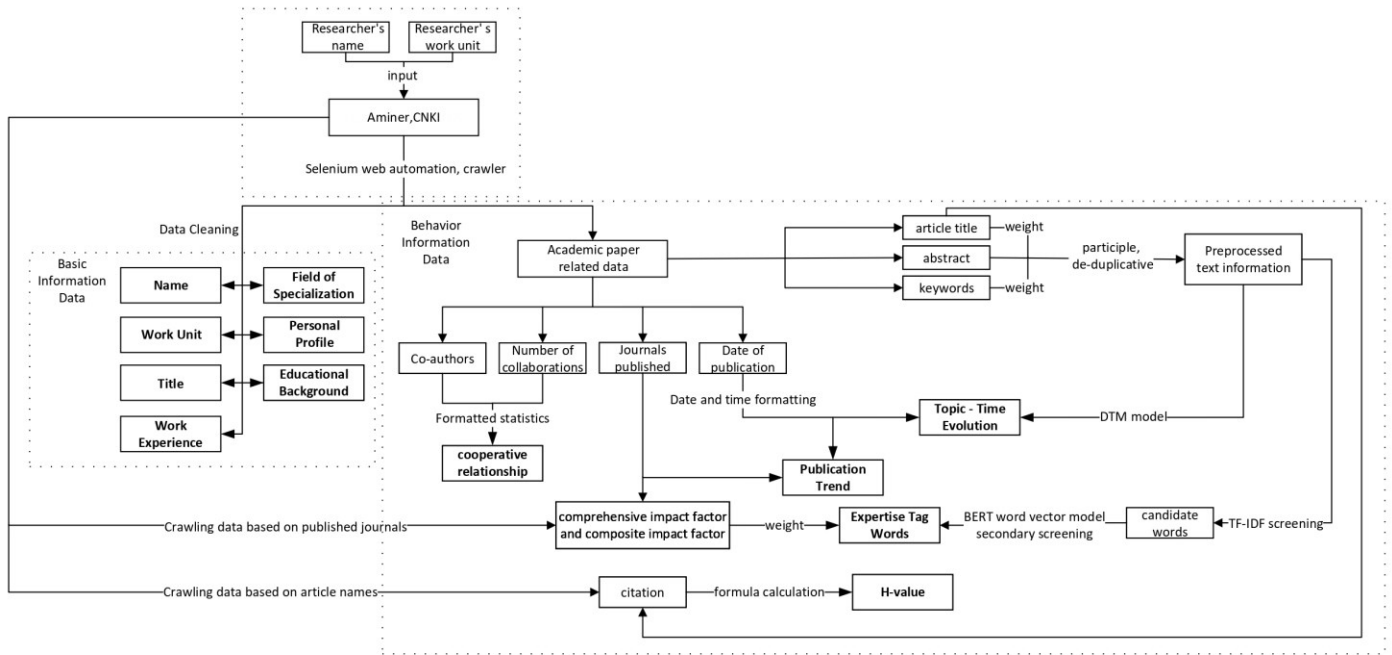 Researcher's
name
Researcher' s
work unit
input
Aminer,CNKI
Selenium web automation, crawler
Data Cleaning
Basic
Information
Data
Name
Field of
Specialization
Work Unit
Personal
Profile
Title
Educational
Background
Work
Experience
Behavior
Information
Data
Academic paper
related data
article title
weight
abstract
keywords
weight
participle,
de-duplicative
Preprocessed
text information
Co-authors
Number of
collaborations
Journals
published
Date of
publication
Formatted statistics
cooperative
relationship
Date and time formatting
Topic - Time
Evolution
DTM model
Publication
Trend
Crawling data based on published journals
comprehensive impact factor
and composite impact factor
weight
Expertise Tag
Words
BERT word vector model
secondary screening
candidate
words
TF-IDF screening
Crawling data based on article names
citation
formula calculation
H-value